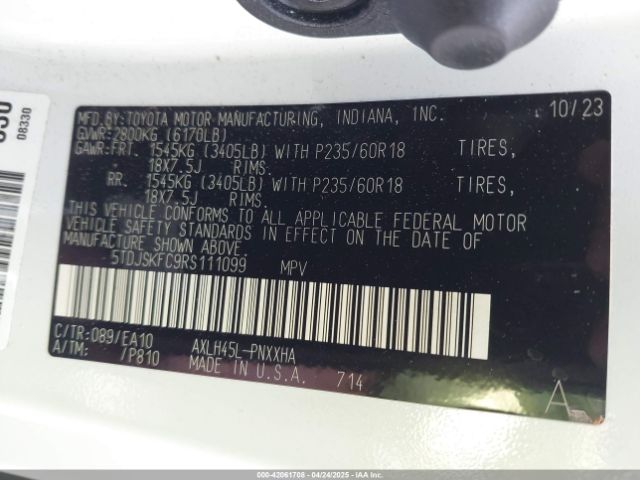 MFD. BY: TOYOTA MOTOR MANUFACTURING, INDIANA, INC. 10/23
GVWR: 2800KG (6170LB)
GAWR: FRT. 1545KG (3405LB) WITH P235/60R18 TIRES,
18X7.5J RIMS.
RR. 1545KG (3405LB) WITH P235/60R18 TIRES,
18X7.5J RIMS.
THIS VEHICLE CONFORMS TO ALL APPLICABLE FEDERAL MOTOR
VEHICLE SAFETY STANDARDS IN EFFECT ON THE DATE OF
MANUFACTURE SHOWN ABOVE.
5TDJSKFC9RS111099 MPV
C/TR: 089/EA10 AXLH45L-PNXXHA
A/TM: /P810 MADE IN U.S.A. 714
A
08330
000-42061708 - 04/24/2025 - IAAI Inc. Copyright